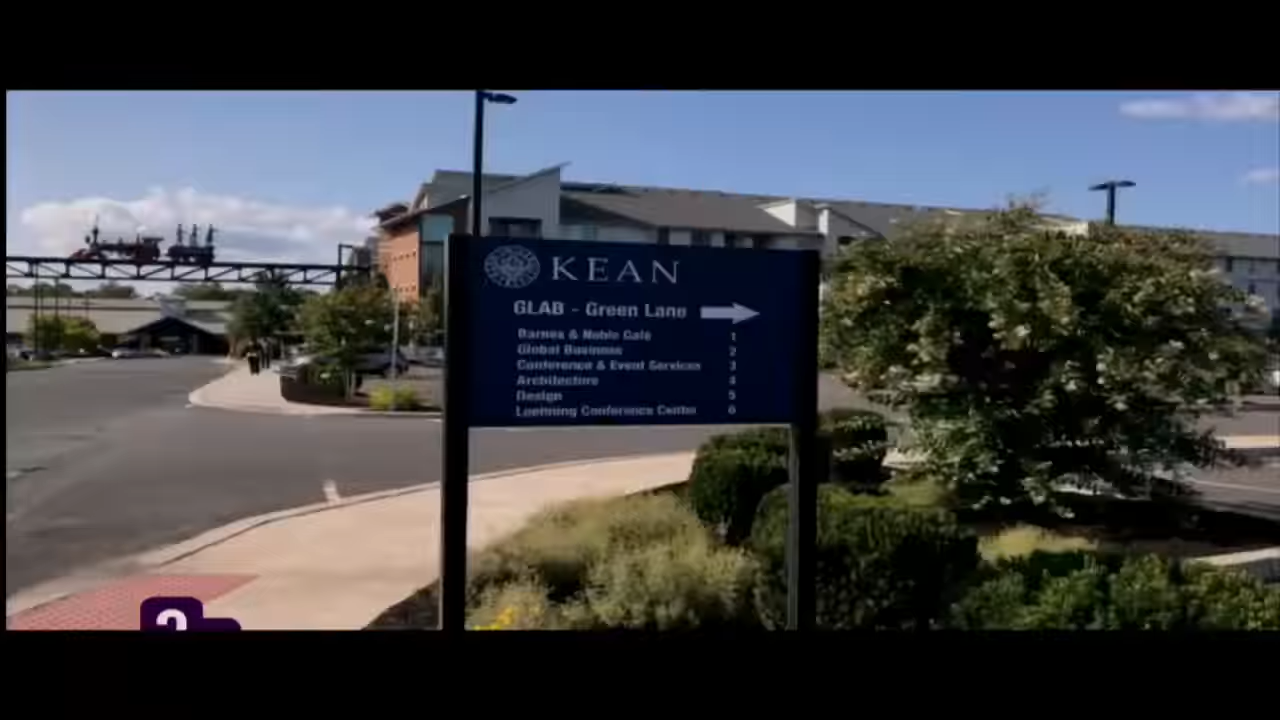 KEAN
GLAB - Green Lane
Barnes & Noble Café 1
Global Business 2
Conference & Event Services 3
Architecture 4
Design 5
Conference Center 6